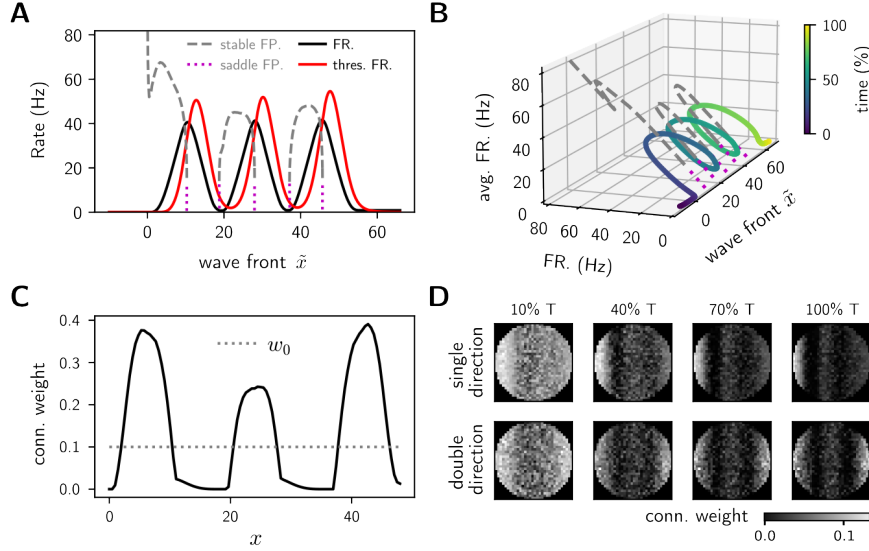 A
80
60
40
20
0
Rate (Hz)
stable FP.
saddle FP.
FR.
thres. FR.
0
20
40
60
wave front x̃
B
80
60
40
20
0
avg. FR. (Hz)
80
60
40
20
0
FR. (Hz)
0
20
40
60
wave front x̃
100
50
0
time (%)
C
0.4
0.3
0.2
0.1
0.0
conn. weight
w₀
0
20
40
x
D
10% T
40% T
70% T
100% T
single
direction
double
direction
conn. weight
0.0
0.1